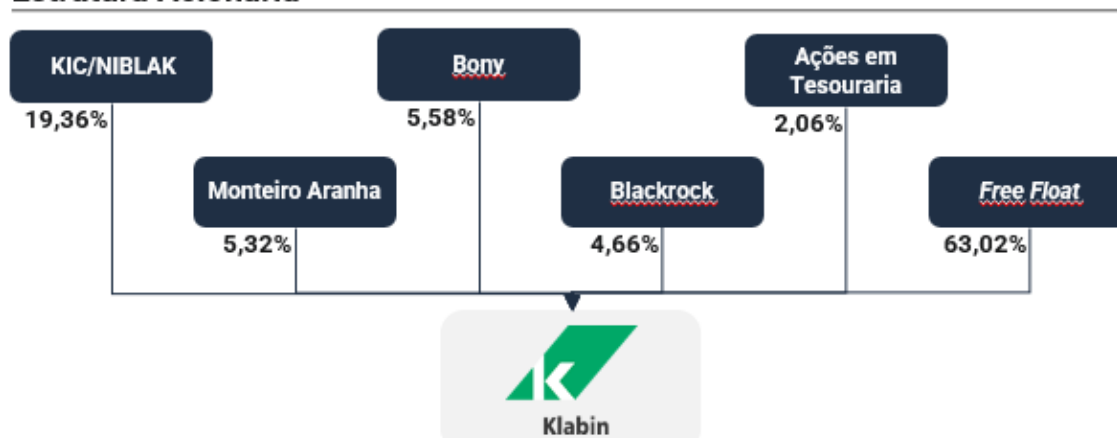 KIC/NIBLAK
19,36%
Monteiro Aranha
5,32%
Bony
5,58%
Blackrock
4,66%
Ações em
Tesouraria
2,06%
Free Float
63,02%
k
Klabin